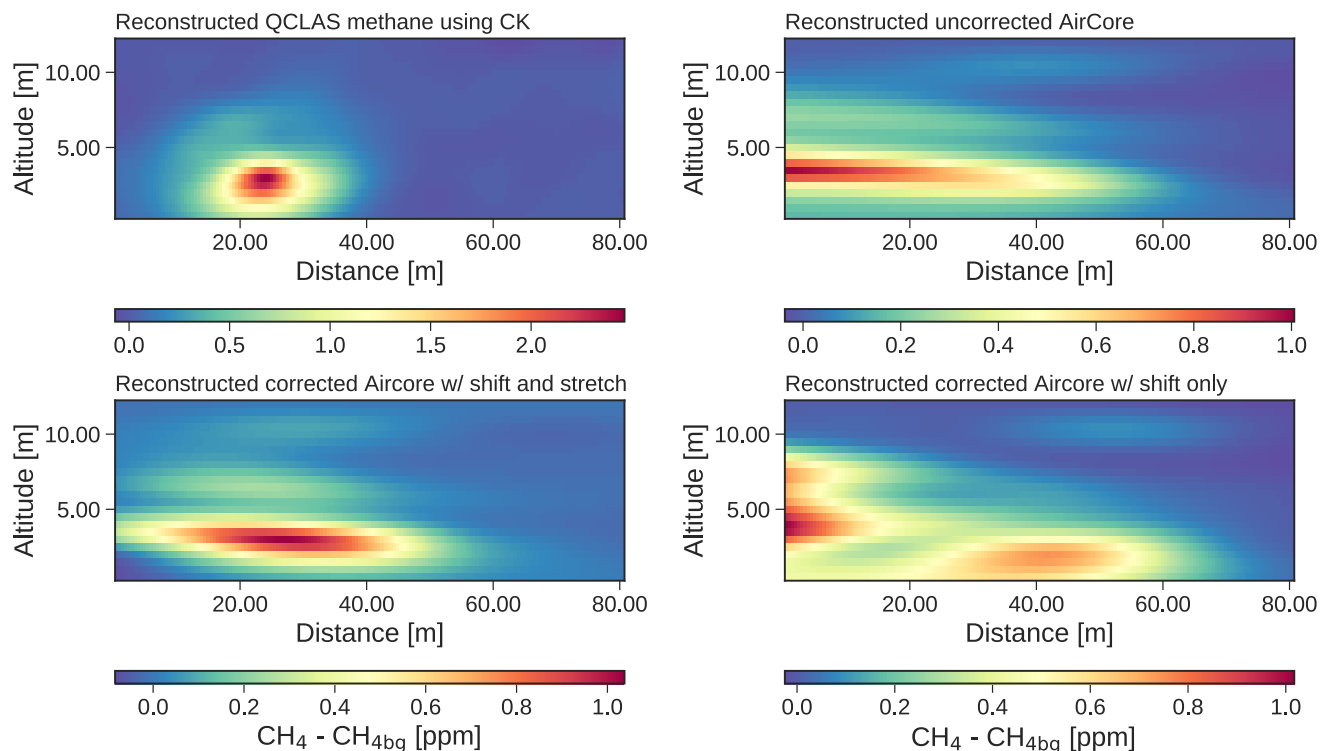 Reconstructed QCLAS methane using CK
Altitude [m]
10.00
5.00
20.00 40.00 60.00 80.00
Distance [m]
0.0 0.5 1.0 1.5 2.0
Reconstructed uncorrected AirCore
Altitude [m]
10.00
5.00
20.00 40.00 60.00 80.00
Distance [m]
0.0 0.2 0.4 0.6 0.8 1.0
Reconstructed corrected Aircore w/ shift and stretch
Altitude [m]
10.00
5.00
20.00 40.00 60.00 80.00
Distance [m]
0.0 0.2 0.4 0.6 0.8 1.0
CH₄ - CH₄bg [ppm]
Reconstructed corrected Aircore w/ shift only
Altitude [m]
10.00
5.00
20.00 40.00 60.00 80.00
Distance [m]
0.0 0.2 0.4 0.6 0.8 1.0
CH₄ - CH₄bg [ppm]